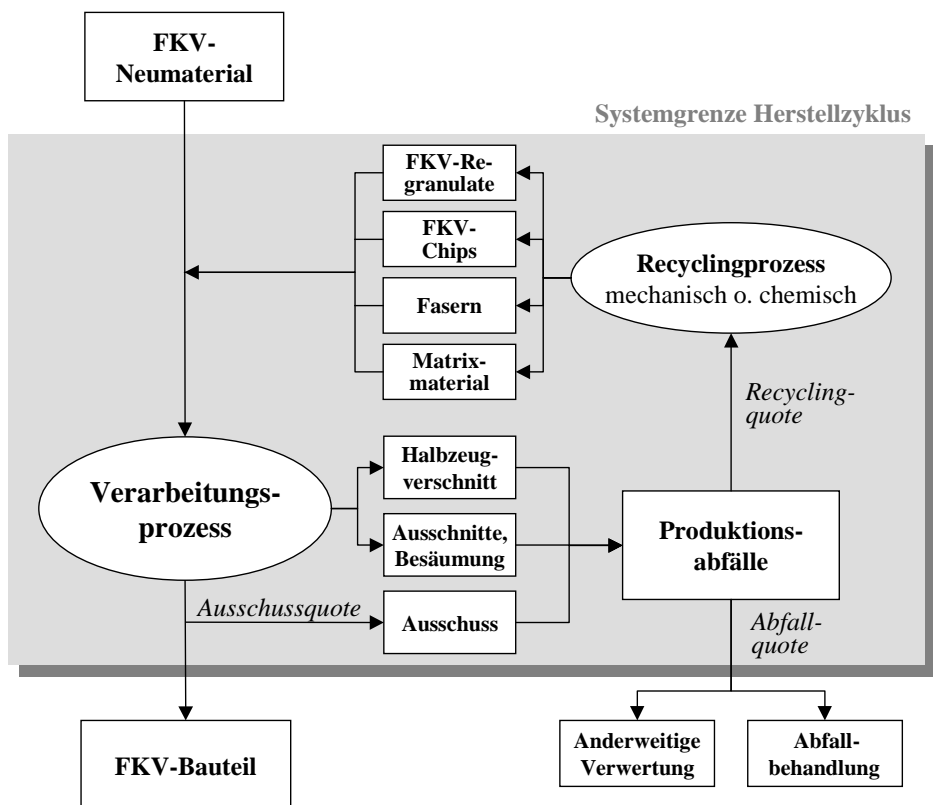 FKV-
Neumaterial
Systemgrenze Herstellzyklus
FKV-Re-
granulate
FKV-
Chips
Fasern
Matrix-
material
Recyclingprozess
mechanisch o. chemisch
Recycling-
quote
Verarbeitungs-
prozess
Halbzeug-
verschnitt
Ausschnitte,
Besäumung
Ausschussquote
Ausschuss
Produktions-
abfälle
Abfall-
quote
FKV-Bauteil
Anderweitige
Verwertung
Abfall-
behandlung